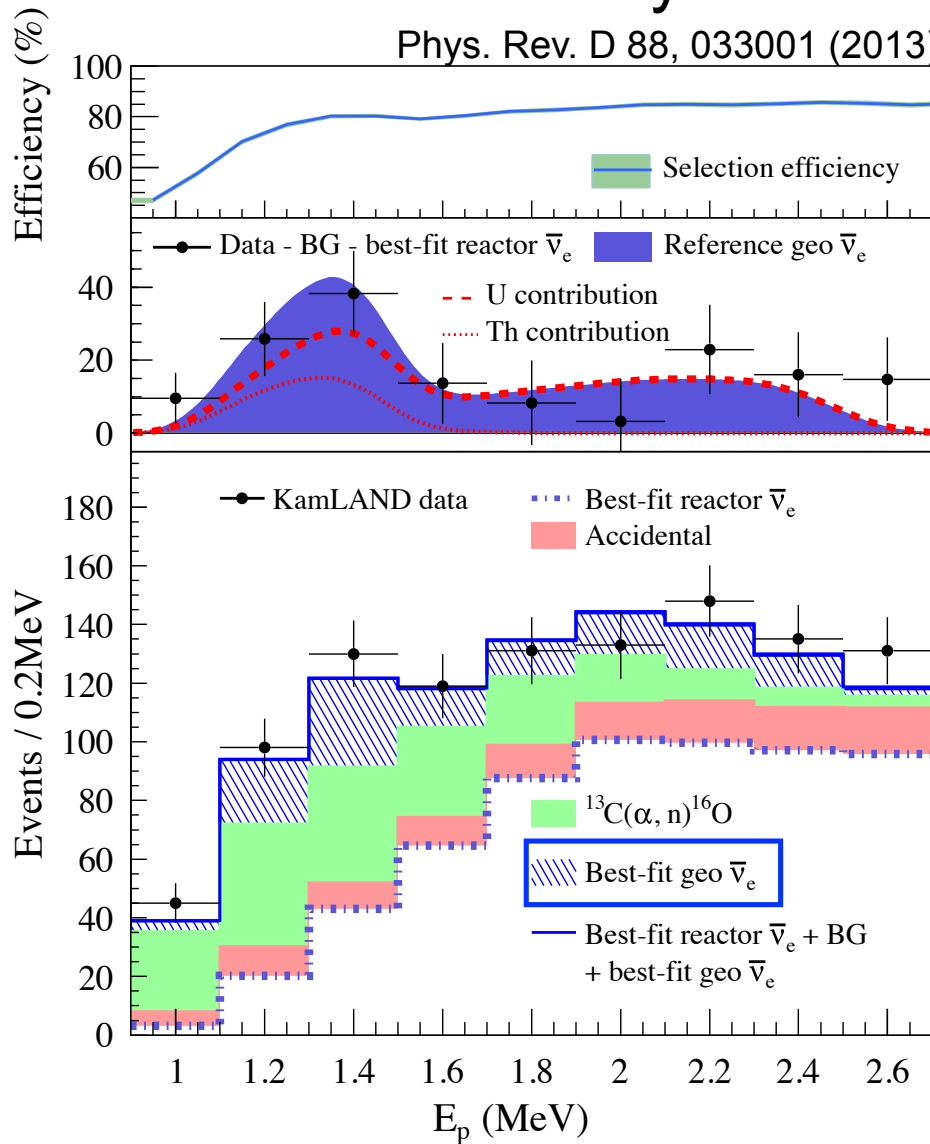 y
Phys. Rev. D 88, 033001 (2013)
Efficiency (%)
100
80
60
Selection efficiency
Data - BG - best-fit reactor ν̅e
Reference geo ν̅e
40
20
0
U contribution
Th contribution
KamLAND data
Best-fit reactor ν̅e
Accidental
Events / 0.2MeV
180
160
140
120
100
80
60
40
20
0
¹³C(α, n)¹⁶O
Best-fit geo ν̅e
Best-fit reactor ν̅e + BG
+ best-fit geo ν̅e
1 1.2 1.4 1.6 1.8 2 2.2 2.4 2.6
Ep (MeV)